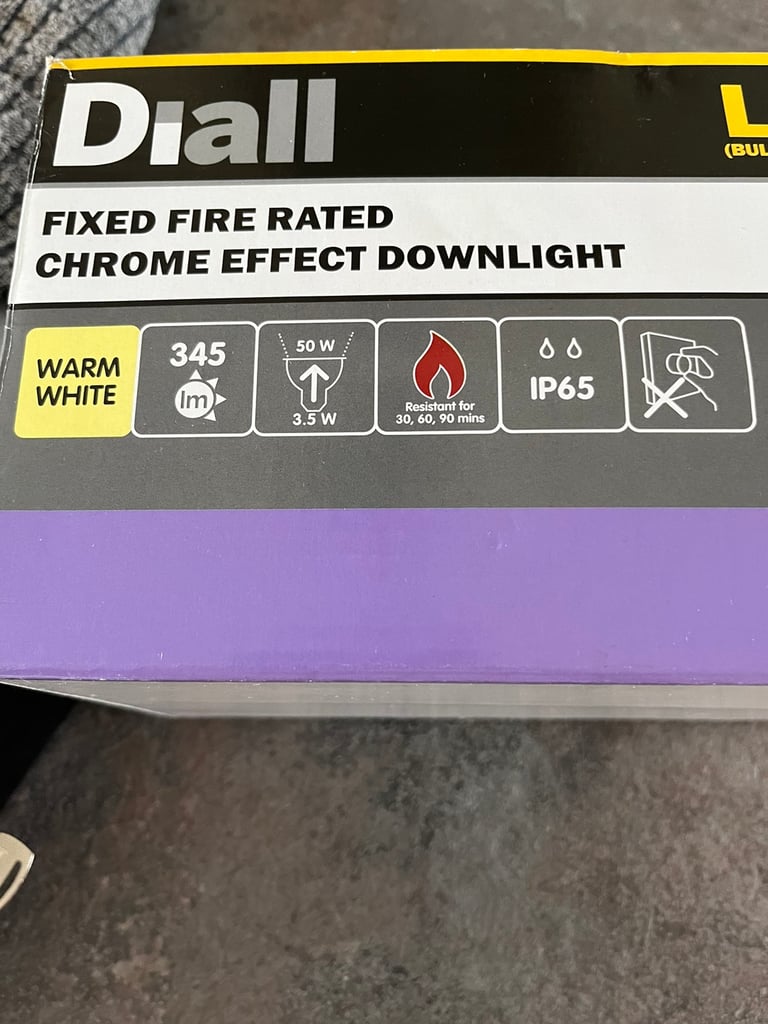 Diall
L
(BUL
FIXED FIRE RATED
CHROME EFFECT DOWNLIGHT
WARM
WHITE
345
lm
50 W
3.5 W
Resistant for
30, 60, 90 mins
IP65